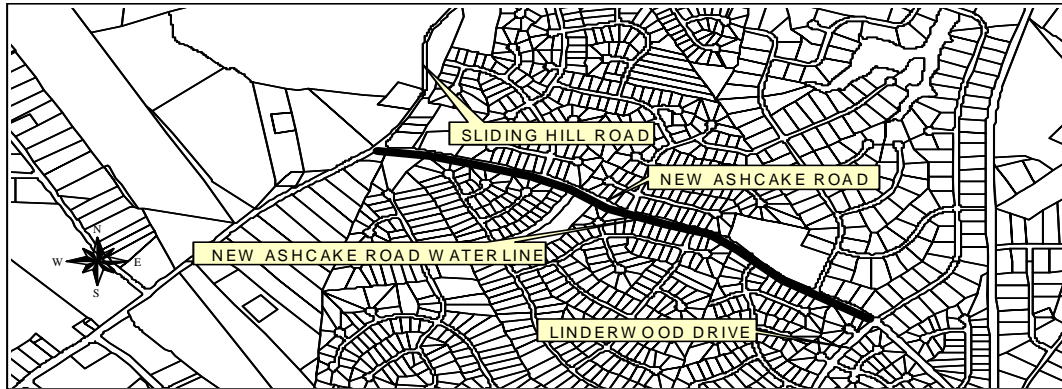 SLIDING HILL ROAD
NEW ASHCAKE ROAD
N
NEW ASHCAKE ROAD WATERLINE
W E
S
LINDERWOOD DRIVE